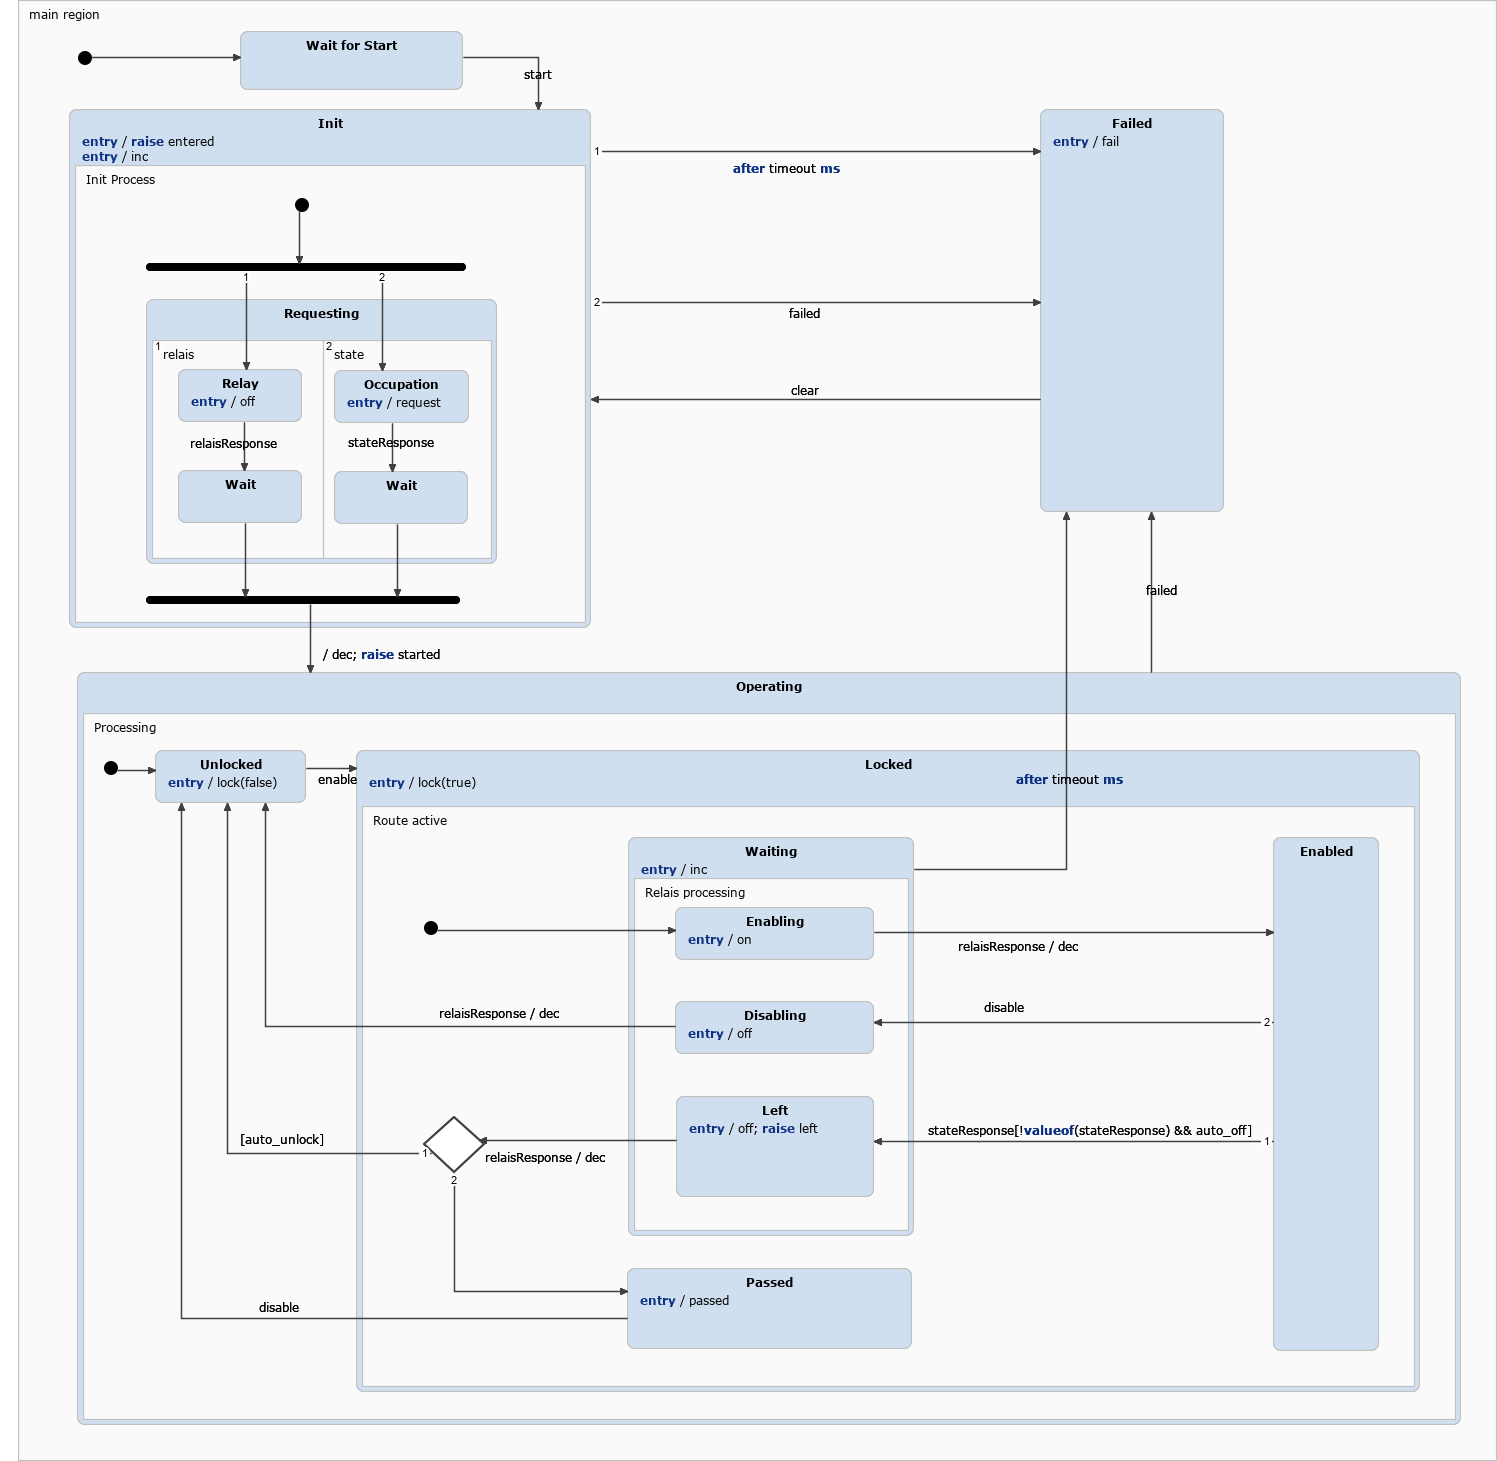 main region
Wait for Start
start
Init
entry / raise entered
entry / inc
Init Process
1
2
Requesting
1
relais
2
state
Relay
entry / off
Occupation
entry / request
relaisResponse
stateResponse
Wait
Wait
/ dec; raise started
1
after timeout ms
2
failed
clear
Failed
entry / fail
failed
after timeout ms
Operating
Processing
Unlocked
entry / lock(false)
enable
Locked
entry / lock(true)
Route active
Waiting
entry / inc
Relais processing
Enabling
entry / on
relaisResponse / dec
Enabled
Disabling
entry / off
relaisResponse / dec
disable
2
Left
entry / off; raise left
stateResponse[!valueof(stateResponse) && auto_off]
1
relaisResponse / dec
[auto_unlock]
1
2
Passed
entry / passed
disable